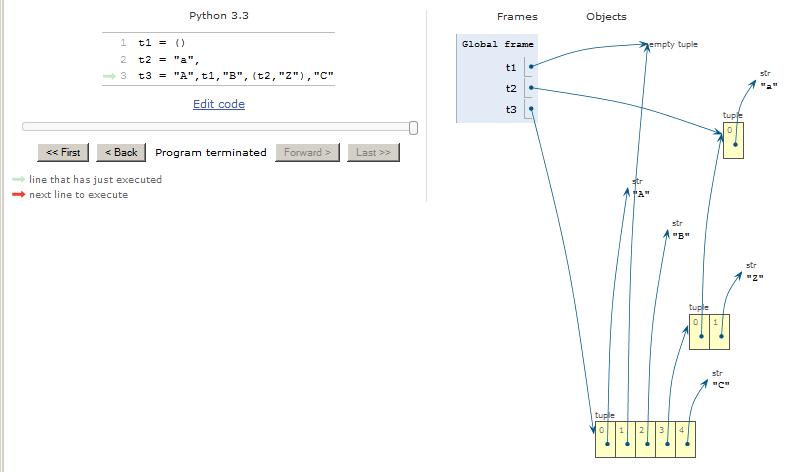 Python 3.3
1 t1 = ()
2 t2 = "a",
3 t3 = "A",t1,"B",(t2,"Z"),"C"
Edit code
<< First
< Back
Program terminated
Forward >
Last >>
line that has just executed
next line to execute
Frames
Objects
Global frame
t1
t2
t3
empty tuple
str
"a"
tuple
0
str
"A"
str
"B"
str
"Z"
tuple
0 1
str
"C"
tuple
0 1 2 3 4